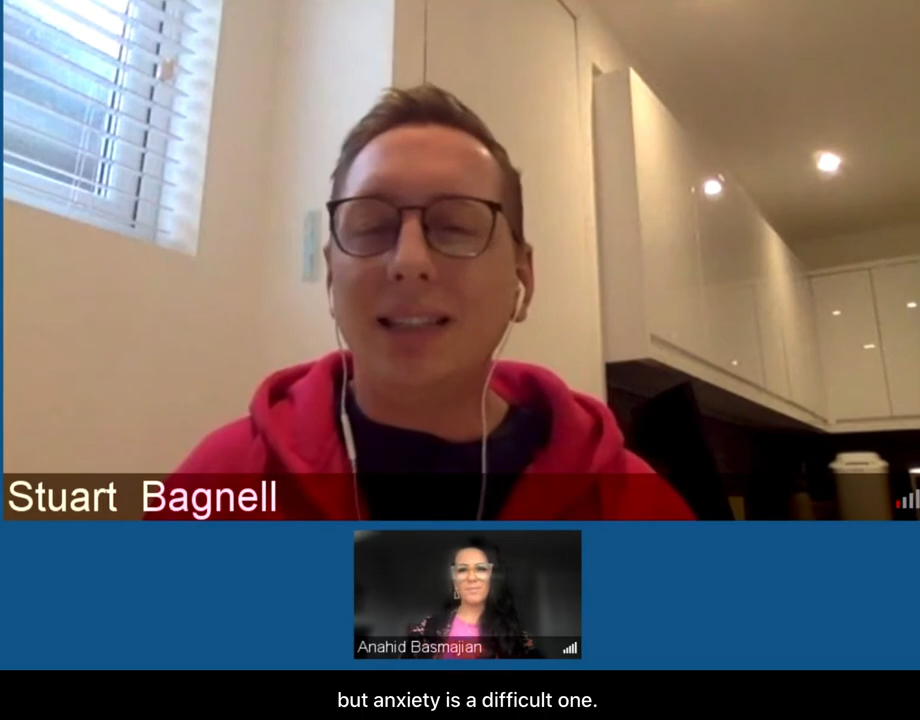 Stuart Bagnell
Anahid Basmajian
but anxiety is a difficult one.